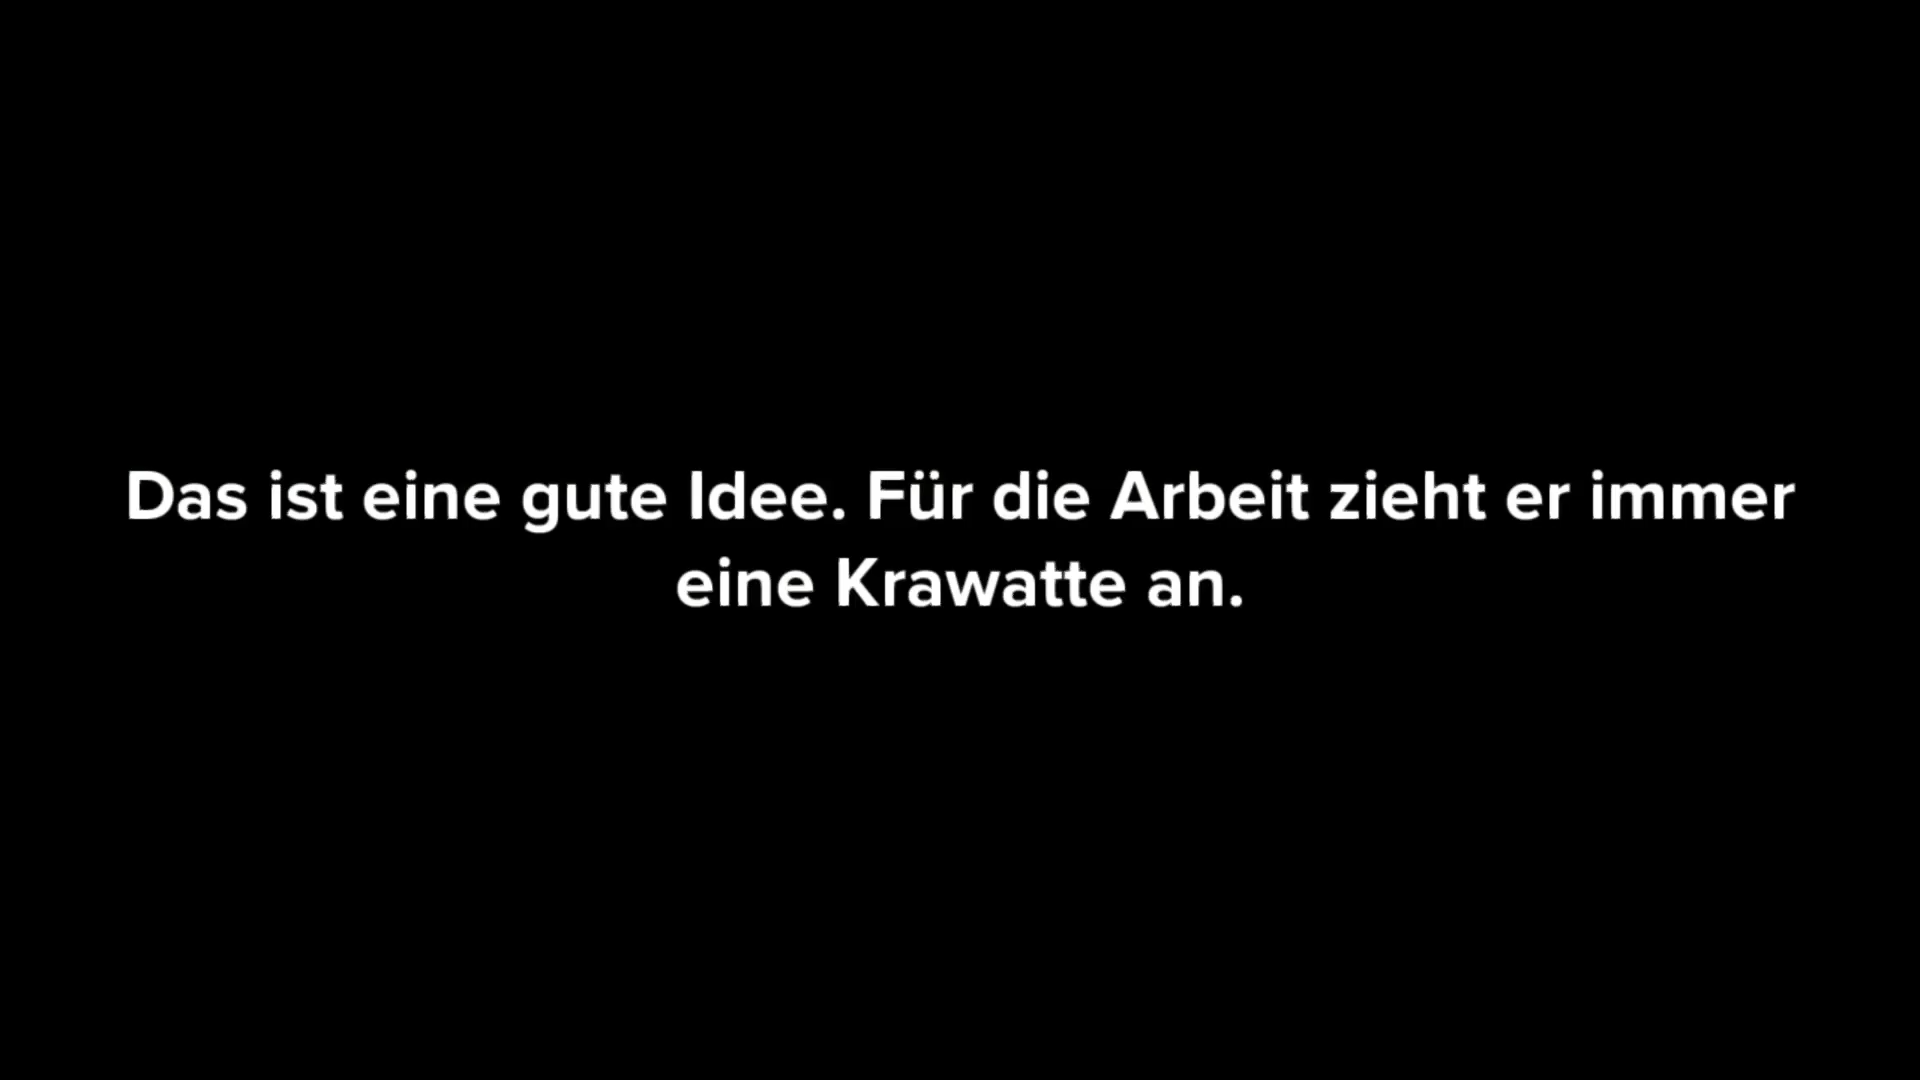 Das ist eine gute Idee. Für die Arbeit zieht er immer
eine Krawatte an.